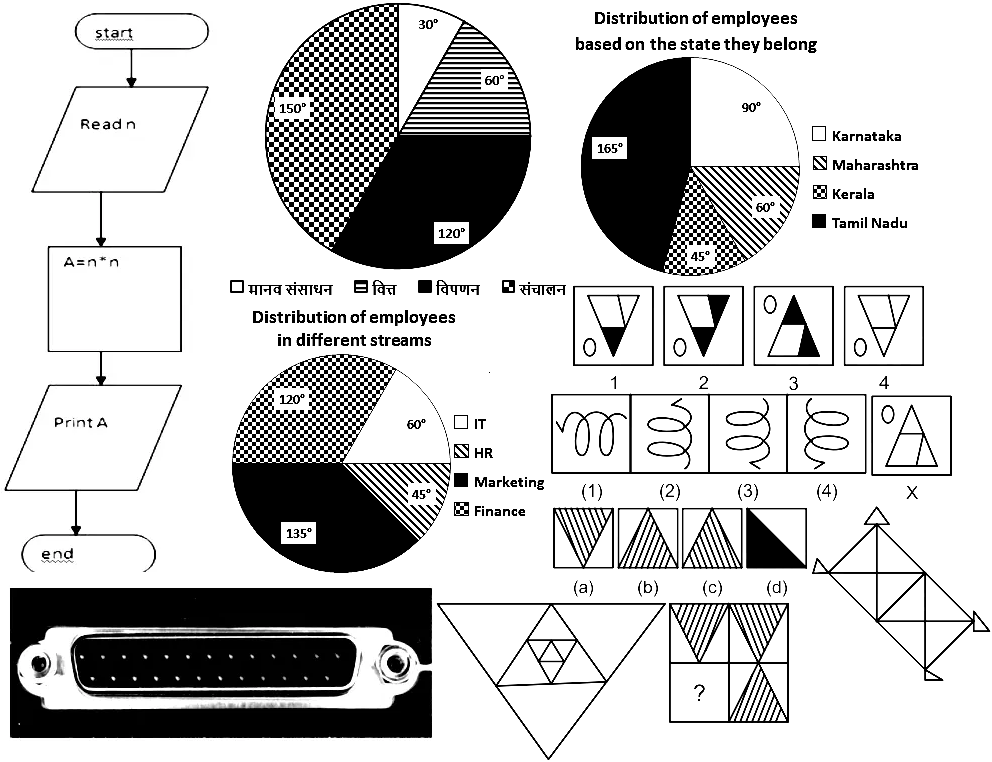 start
Read n
A=n*n
Print A
end
30°
60°
120°
150°
मानव संसाधन
वित्त
विपणन
संचालन
Distribution of employees
based on the state they belong
90°
60°
45°
165°
Karnataka
Maharashtra
Kerala
Tamil Nadu
Distribution of employees
in different streams
120°
60°
45°
135°
IT
HR
Marketing
Finance
1 2 3 4
(1) (2) (3) (4) X
(a) (b) (c) (d)
?